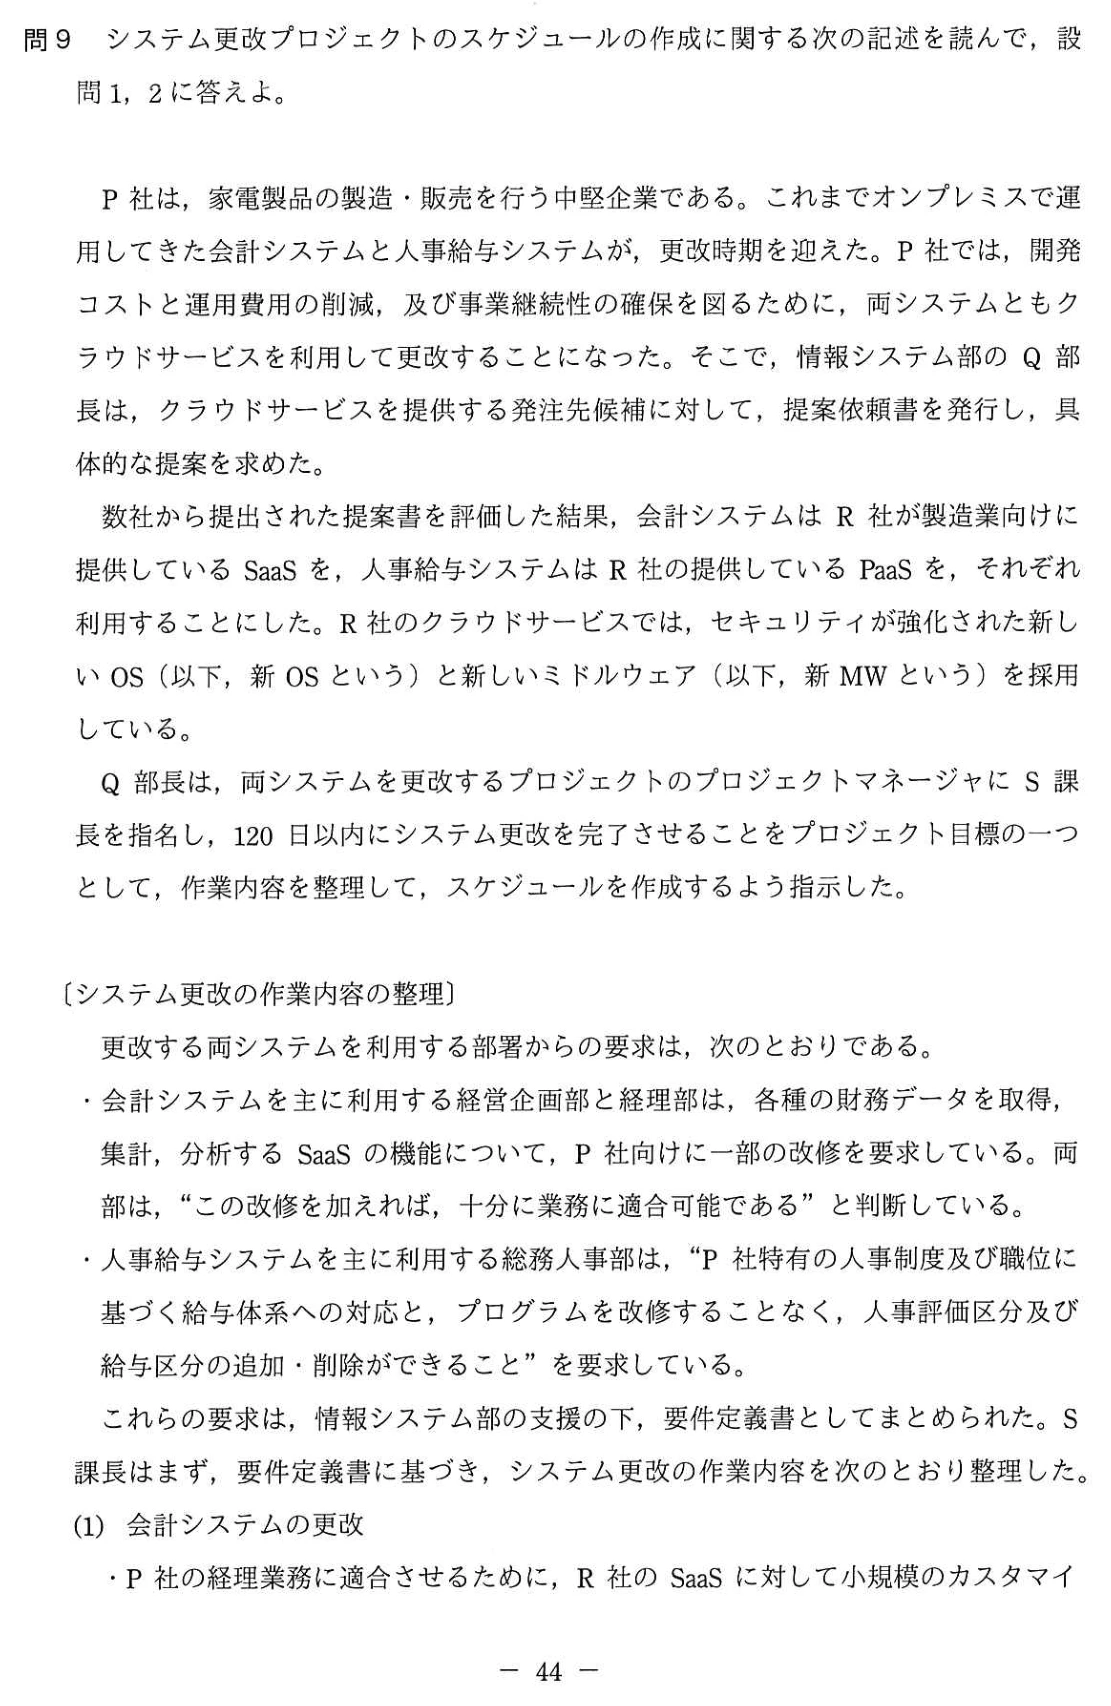 問9　システム更改プロジェクトのスケジュールの作成に関する次の記述を読んで，設
問1，2に答えよ。
P 社は，家電製品の製造・販売を行う中堅企業である。これまでオンプレミスで運
用してきた会計システムと人事給与システムが，更改時期を迎えた。P 社では，開発
コストと運用費用の削減，及び事業継続性の確保を図るために，両システムともク
ラウドサービスを利用して更改することになった。そこで，情報システム部の Q 部
長は，クラウドサービスを提供する発注先候補に対して，提案依頼書を発行し，具
体的な提案を求めた。
数社から提出された提案書を評価した結果，会計システムは R 社が製造業向けに
提供している SaaS を，人事給与システムは R 社の提供している PaaS を，それぞれ
利用することにした。R 社のクラウドサービスでは，セキュリティが強化された新し
い OS（以下，新 OS という）と新しいミドルウェア（以下，新 MW という）を採用
している。
Q 部長は，両システムを更改するプロジェクトのプロジェクトマネージャに S 課
長を指名し，120 日以内にシステム更改を完了させることをプロジェクト目標の一つ
として，作業内容を整理して，スケジュールを作成するよう指示した。
〔システム更改の作業内容の整理〕
更改する両システムを利用する部署からの要求は，次のとおりである。
・会計システムを主に利用する経営企画部と経理部は，各種の財務データを取得，
集計，分析する SaaS の機能について，P 社向けに一部の改修を要求している。両
部は，“この改修を加えれば，十分に業務に適合可能である”と判断している。
・人事給与システムを主に利用する総務人事部は，“P 社特有の人事制度及び職位に
基づく給与体系への対応と，プログラムを改修することなく，人事評価区分及び
給与区分の追加・削除ができること”を要求している。
これらの要求は，情報システム部の支援の下，要件定義書としてまとめられた。S
課長はまず，要件定義書に基づき，システム更改の作業内容を次のとおり整理した。
(1)　会計システムの更改
・P 社の経理業務に適合させるために，R 社の SaaS に対して小規模のカスタマイ
－ 44 －